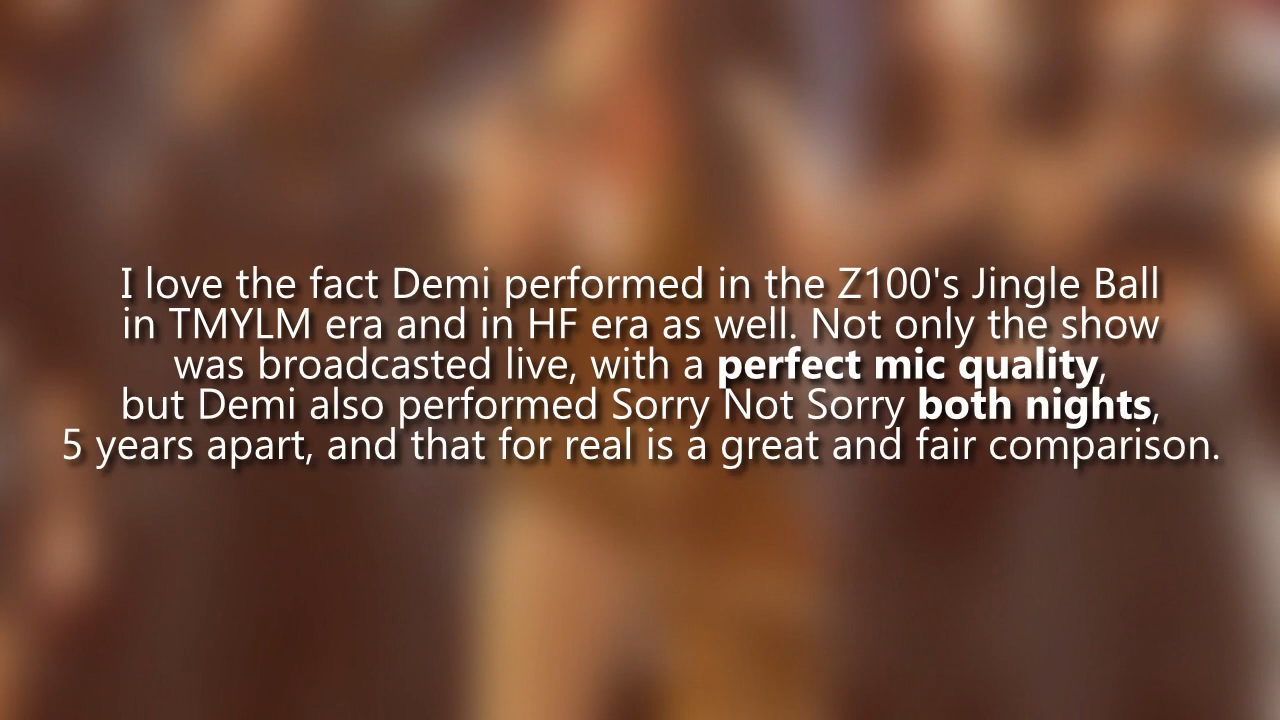 I love the fact Demi performed in the Z100's Jingle Ball
in TMYLM era and in HF era as well. Not only the show
was broadcasted live, with a perfect mic quality,
but Demi also performed Sorry Not Sorry both nights,
5 years apart, and that for real is a great and fair comparison.